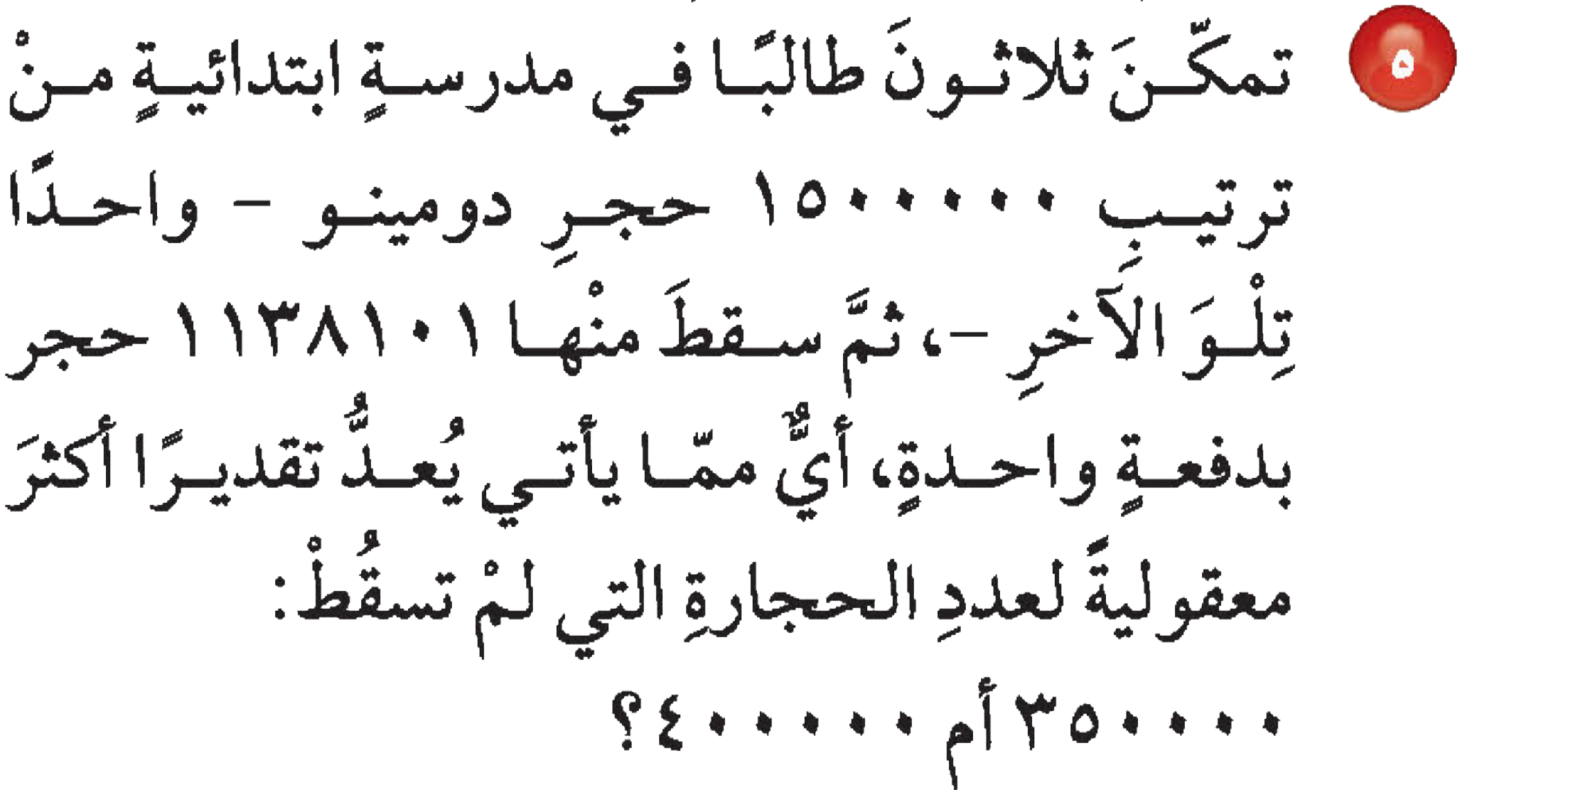 ٥ تمكّنَ ثلاثونَ طالبًا في مدرسةٍ ابتدائيةٍ منْ
ترتيبِ ١٥٠٠٠٠٠ حجرِ دومينو - واحدًا
تِلْوَ الآخرِ -، ثمَّ سقطَ منْها ١١٣٨١٠١ حجر
بدفعةٍ واحدةٍ، أيٌّ ممّا يأتي يُعدُّ تقديرًا أكثرَ
معقوليةً لعددِ الحجارةِ التي لمْ تسقُطْ:
٣٥٠٠٠٠ أم ٤٠٠٠٠٠؟